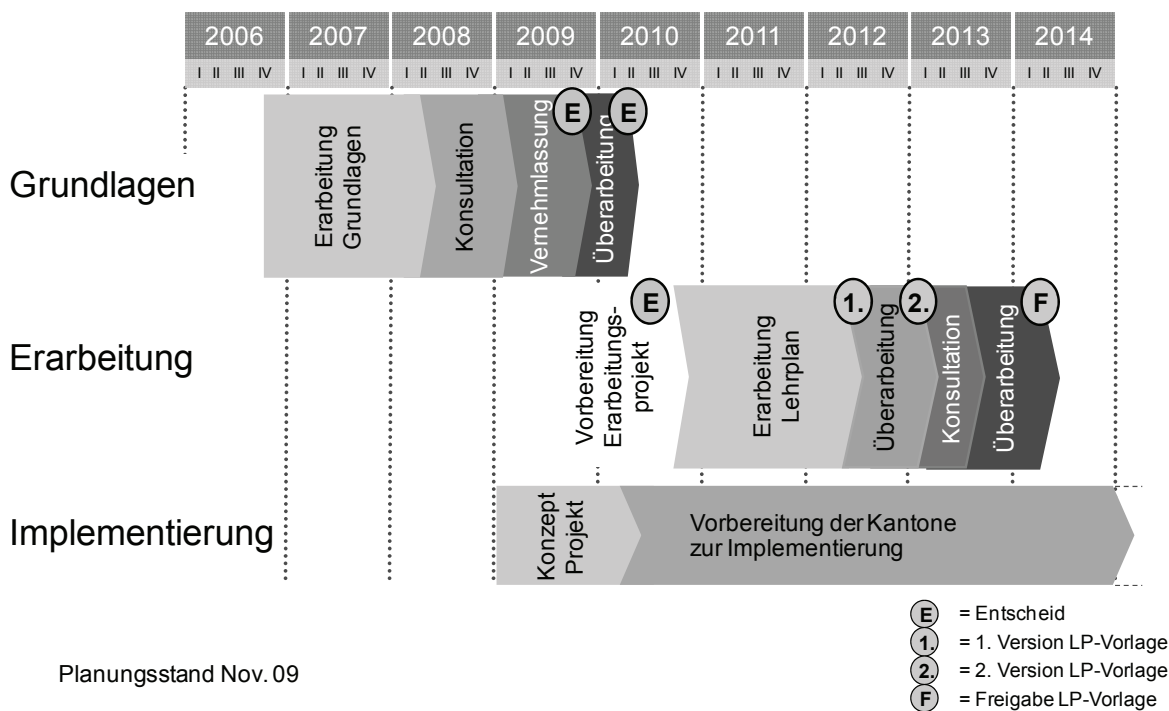 2006 2007 2008 2009 2010 2011 2012 2013 2014
I II III IV I II III IV I II III IV I II III IV I II III IV I II III IV I II III IV I II III IV I II III IV
Grundlagen
Erarbeitung
Grundlagen
Konsultation
Vernehmlassung
E
Überarbeitung
E
Erarbeitung
Vorbereitung
Erarbeitungs-
projekt
E
Erarbeitung
Lehrplan
1.
Überarbeitung
2.
Konsultation
Überarbeitung
F
Implementierung
Konzept
Projekt
Vorbereitung der Kantone
zur Implementierung
E = Entscheid
1. = 1. Version LP-Vorlage
2. = 2. Version LP-Vorlage
F = Freigabe LP-Vorlage
Planungsstand Nov. 09